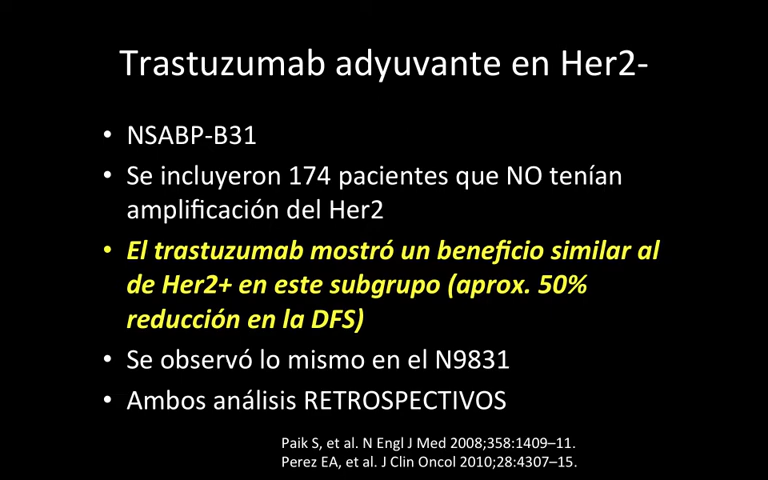 Trastuzumab adyuvante en Her2-
• NSABP-B31
• Se incluyeron 174 pacientes que NO tenían
amplificación del Her2
• El trastuzumab mostró un beneficio similar al
de Her2+ en este subgrupo (aprox. 50%
reducción en la DFS)
• Se observó lo mismo en el N9831
• Ambos análisis RETROSPECTIVOS
Paik S, et al. N Engl J Med 2008;358:1409–11.
Perez EA, et al. J Clin Oncol 2010;28:4307–15.